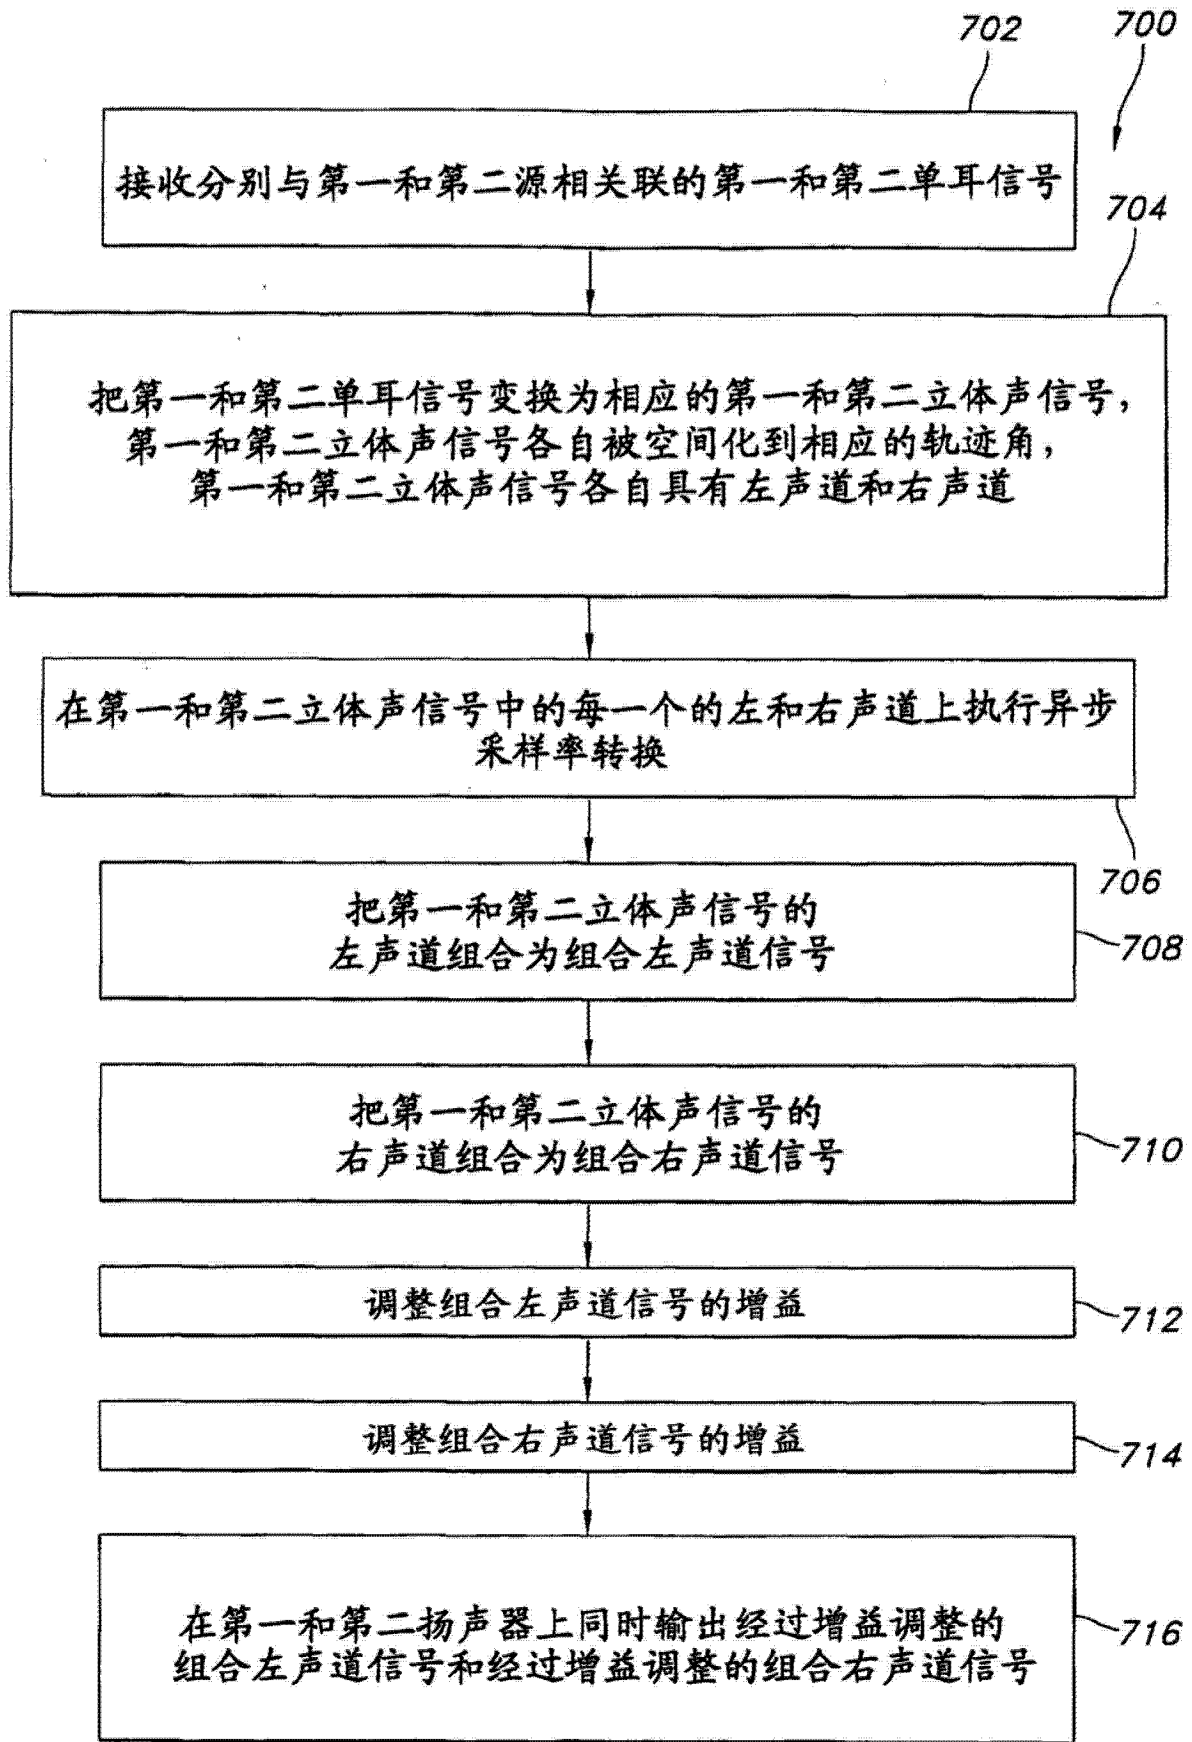 702
700
接收分别与第一和第二源相关联的第一和第二单耳信号
704
把第一和第二单耳信号变换为相应的第一和第二立体声信号，
第一和第二立体声信号各自被空间化到相应的轨迹角，
第一和第二立体声信号各自具有左声道和右声道
在第一和第二立体声信号中的每一个的左和右声道上执行异步
采样率转换
706
把第一和第二立体声信号的
左声道组合为组合左声道信号
708
把第一和第二立体声信号的
右声道组合为组合右声道信号
710
调整组合左声道信号的增益
712
调整组合右声道信号的增益
714
在第一和第二扬声器上同时输出经过增益调整的
组合左声道信号和经过增益调整的组合右声道信号
716